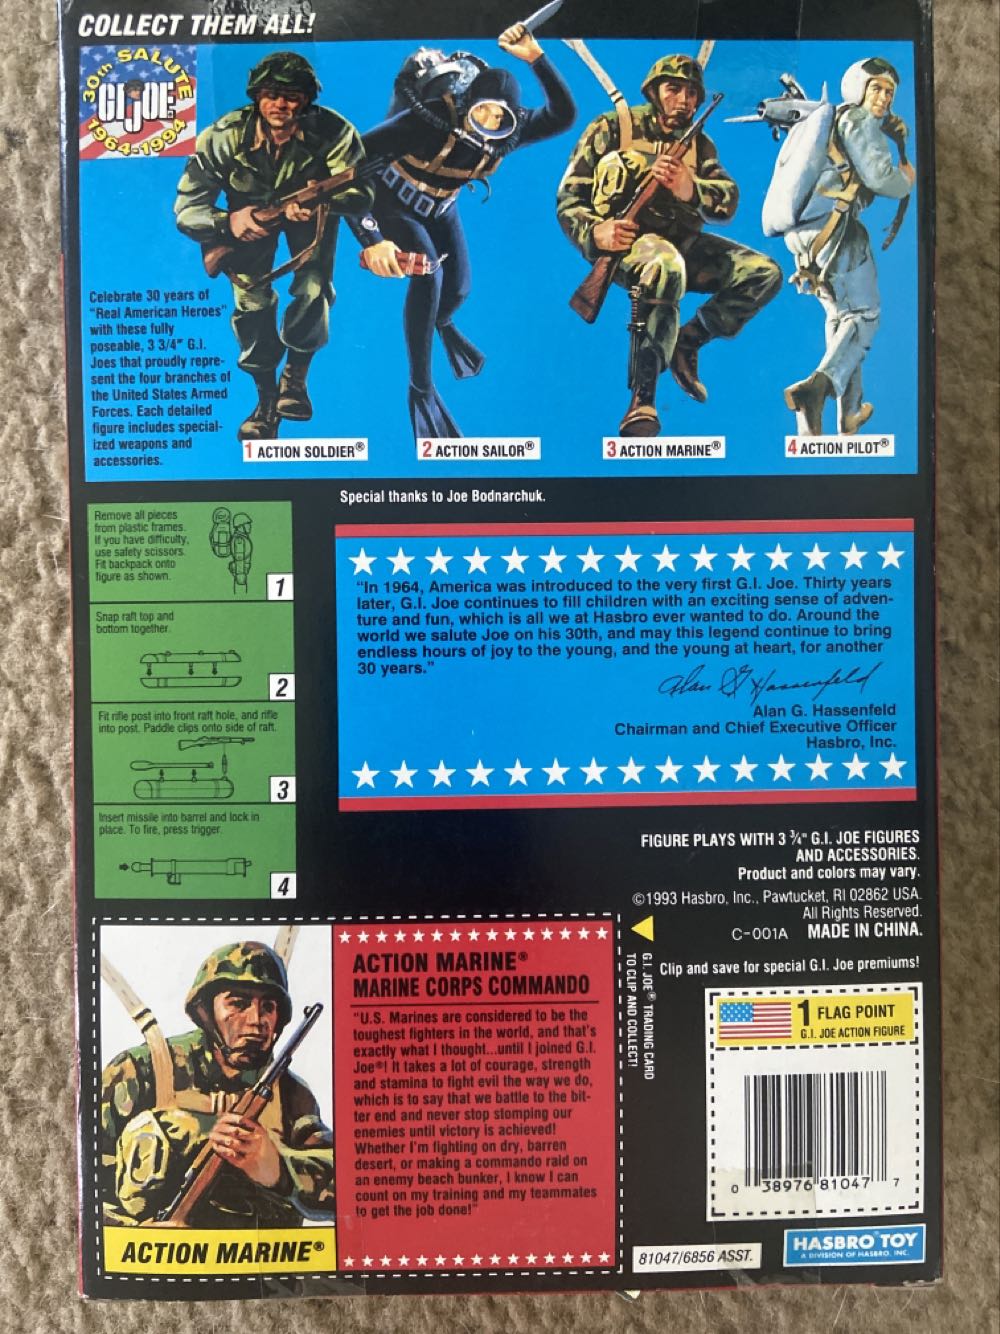 COLLECT THEM ALL!
30th SALUTE
GI JOE
1964-1994
Celebrate 30 years of
"Real American Heroes"
with these fully
poseable, 3 3/4" G.I.
Joes that proudly repre-
sent the four branches of
the United States Armed
Forces. Each detailed
figure includes special-
ized weapons and
accessories.
1 ACTION SOLDIER®
2 ACTION SAILOR®
3 ACTION MARINE®
4 ACTION PILOT®
Special thanks to Joe Bodnarchuk.
Remove all pieces
from plastic frames.
If you have difficulty,
use safety scissors.
Fit backpack onto
figure as shown.
1
Snap raft top and
bottom together.
2
Fit rifle post into front raft hole, and rifle
into post. Paddle clips onto side of raft.
3
Insert missile into barrel and lock in
place. To fire, press trigger.
4
"In 1964, America was introduced to the very first G.I. Joe. Thirty years
later, G.I. Joe continues to fill children with an exciting sense of adven-
ture and fun, which is all we at Hasbro ever wanted to do. Around the
world we salute Joe on his 30th, and may this legend continue to bring
endless hours of joy to the young, and the young at heart, for another
30 years."
Alan G Hassenfeld
Alan G. Hassenfeld
Chairman and Chief Executive Officer
Hasbro, Inc.
FIGURE PLAYS WITH 3 ¾" G.I. JOE FIGURES
AND ACCESSORIES.
Product and colors may vary.
©1993 Hasbro, Inc., Pawtucket, RI 02862 USA.
All Rights Reserved.
C-001A MADE IN CHINA.
Clip and save for special G.I. Joe premiums!
1 FLAG POINT
G.I. JOE ACTION FIGURE
0 38976 81047 7
81047/6856 ASST.
HASBRO TOY
A DIVISION OF HASBRO, INC.
G.I. JOE® TRADING CARD
TO CLIP AND COLLECT!
ACTION MARINE®
MARINE CORPS COMMANDO
"U.S. Marines are considered to be the
toughest fighters in the world, and that's
exactly what I thought...until I joined G.I.
Joe®! It takes a lot of courage, strength
and stamina to fight evil the way we do,
which is to say that we battle to the bit-
ter end and never stop stomping our
enemies until victory is achieved!
Whether I'm fighting on dry, barren
desert, or making a commando raid on
an enemy beach bunker, I know I can
count on my training and my teammates
to get the job done!"
ACTION MARINE®